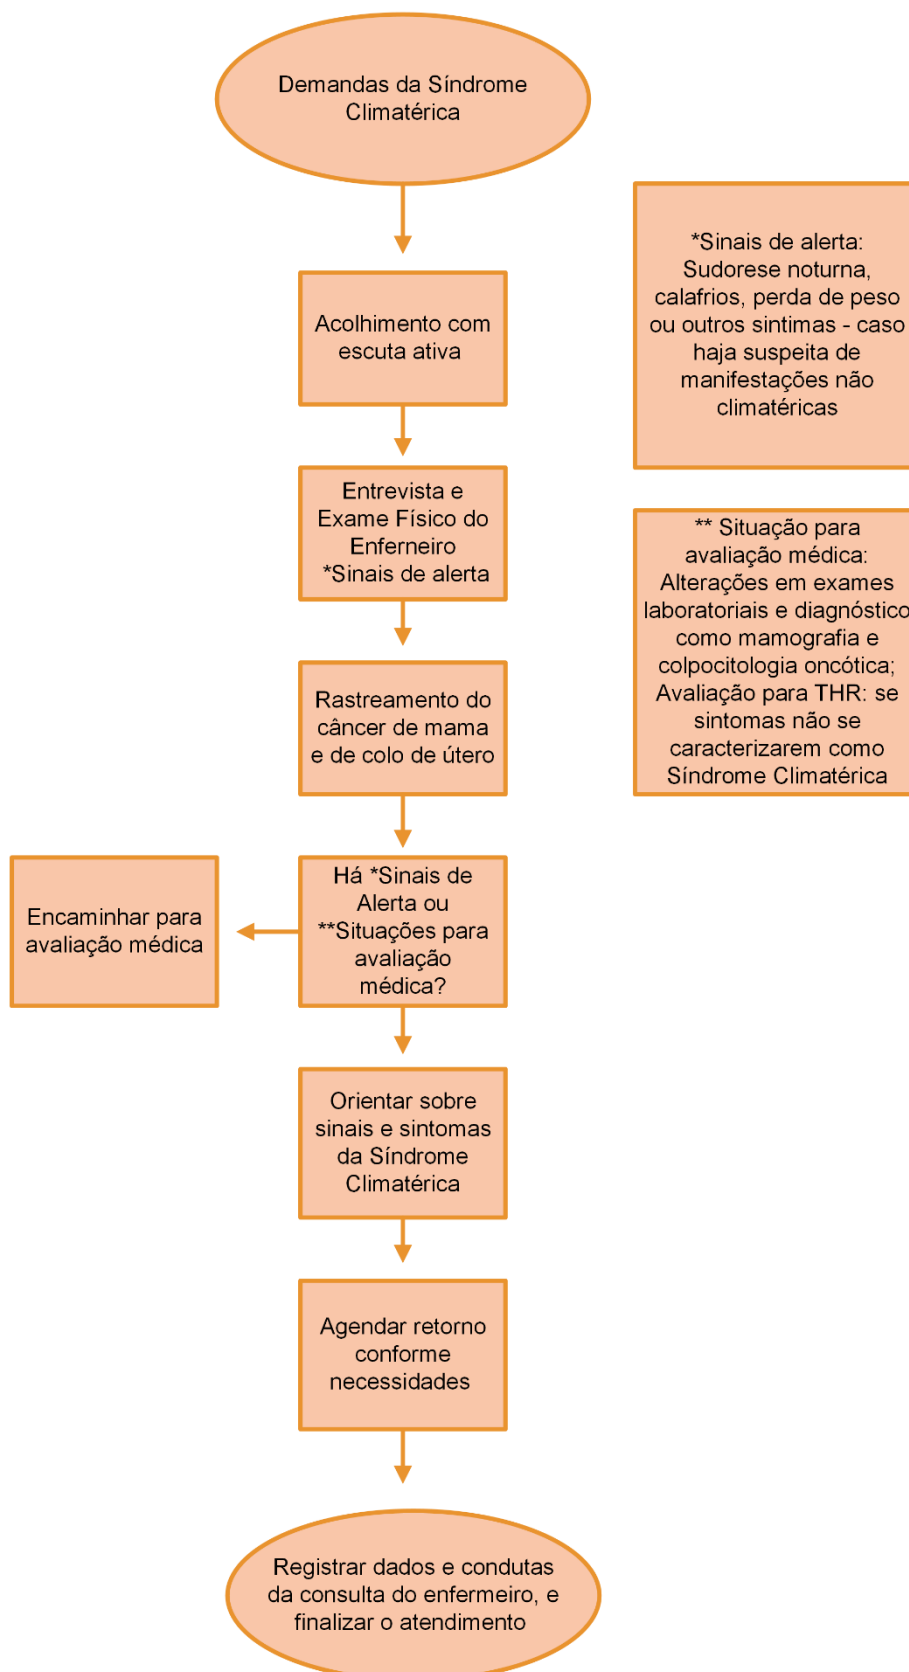 Demandas da Síndrome
Climatérica
*Sinais de alerta:
Sudorese noturna,
calafrios, perda de peso
ou outros sintimas - caso
haja suspeita de
manifestações não
climatéricas
Acolhimento com
escuta ativa
Entrevista e
Exame Físico do
Enferneiro
*Sinais de alerta
** Situação para
avaliação médica:
Alterações em exames
laboratoriais e diagnóstico
como mamografia e
colpocitologia oncótica;
Avaliação para THR: se
sintomas não se
caracterizarem como
Síndrome Climatérica
Rastreamento do
câncer de mama
e de colo de útero
Há *Sinais de
Alerta ou
**Situações para
avaliação
médica?
Encaminhar para
avaliação médica
Orientar sobre
sinais e sintomas
da Síndrome
Climatérica
Agendar retorno
conforme
necessidades
Registrar dados e condutas
da consulta do enfermeiro, e
finalizar o atendimento